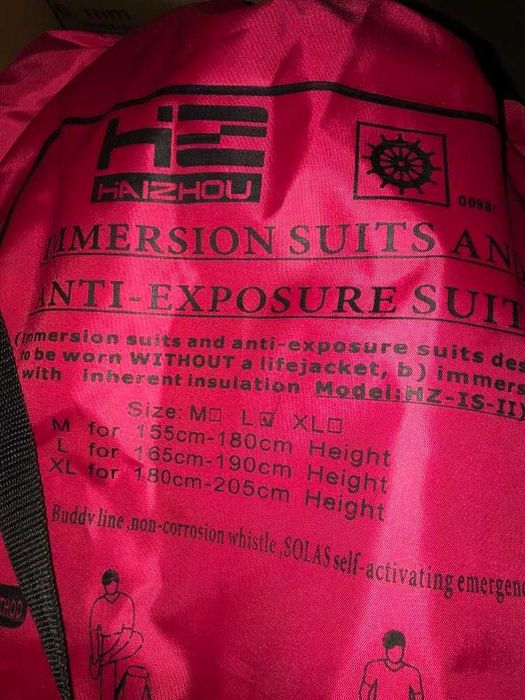 HZ
HAIZHOU
0098/
IMMERSION SUITS AN
ANTI-EXPOSURE SUIT
(immersion suits and anti-exposure suits des
to be worn WITHOUT a lifejacket, b) immers
with inherent insulation Model:HZ-IS-II
Size: M☐ L☑ XL☐
M for 155cm-180cm Height
L for 165cm-190cm Height
XL for 180cm-205cm Height
Buddy line ,non-corrosion whistle ,SOLAS self-activating emergen